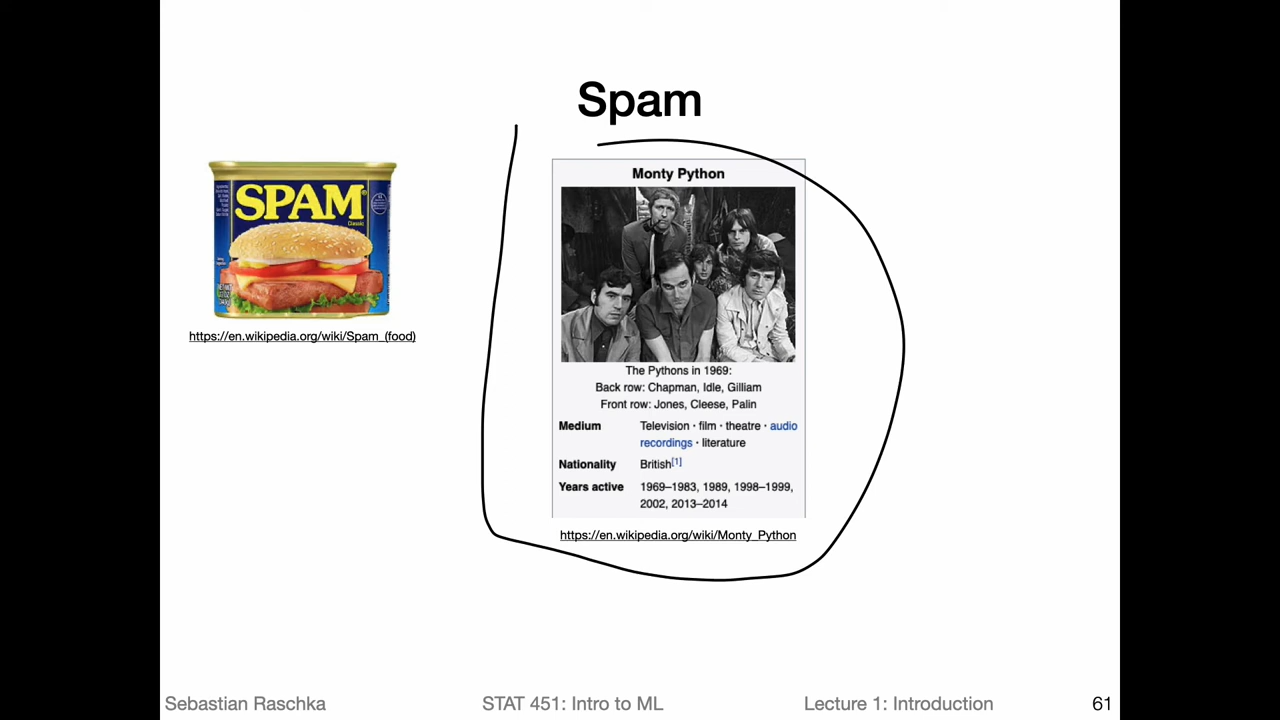 Spam
SPAM
Classic
https://en.wikipedia.org/wiki/Spam_(food)
Monty Python
The Pythons in 1969:
Back row: Chapman, Idle, Gilliam
Front row: Jones, Cleese, Palin
Medium Television · film · theatre · audio
recordings · literature
Nationality British[1]
Years active 1969–1983, 1989, 1998–1999,
2002, 2013–2014
https://en.wikipedia.org/wiki/Monty_Python
Sebastian Raschka STAT 451: Intro to ML Lecture 1: Introduction 61